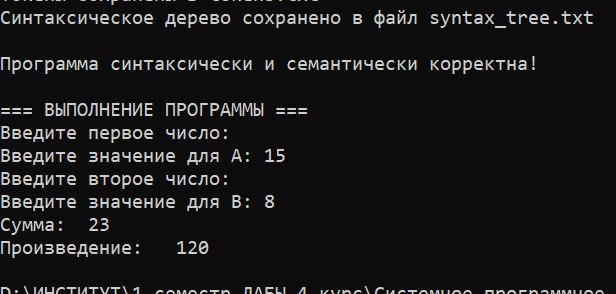 Синтаксическое дерево сохранено в файл syntax_tree.txt
Программа синтаксически и семантически корректна!
=== ВЫПОЛНЕНИЕ ПРОГРАММЫ ===
Введите первое число:
Введите значение для A: 15
Введите второе число:
Введите значение для B: 8
Сумма:  23
Произведение:   120
D:\ИНСТИТУТ\1 семестр ЛАБЫ 4 курс\Системное программное